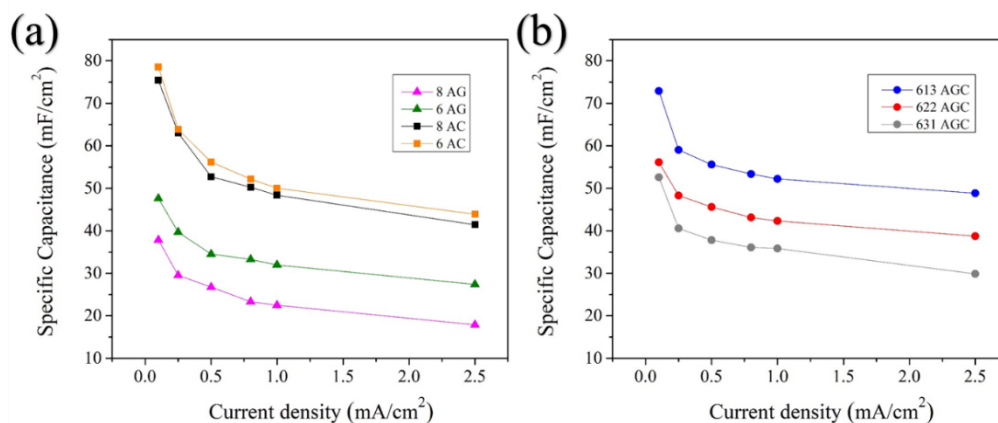 (a)
Specific Capacitance (mF/cm²)
80
70
60
50
40
30
20
10
8 AG
6 AG
8 AC
6 AC
0.0 0.5 1.0 1.5 2.0 2.5
Current density (mA/cm²)
(b)
Specific Capacitance (mF/cm²)
80
70
60
50
40
30
20
10
613 AGC
622 AGC
631 AGC
0.0 0.5 1.0 1.5 2.0 2.5
Current density (mA/cm²)